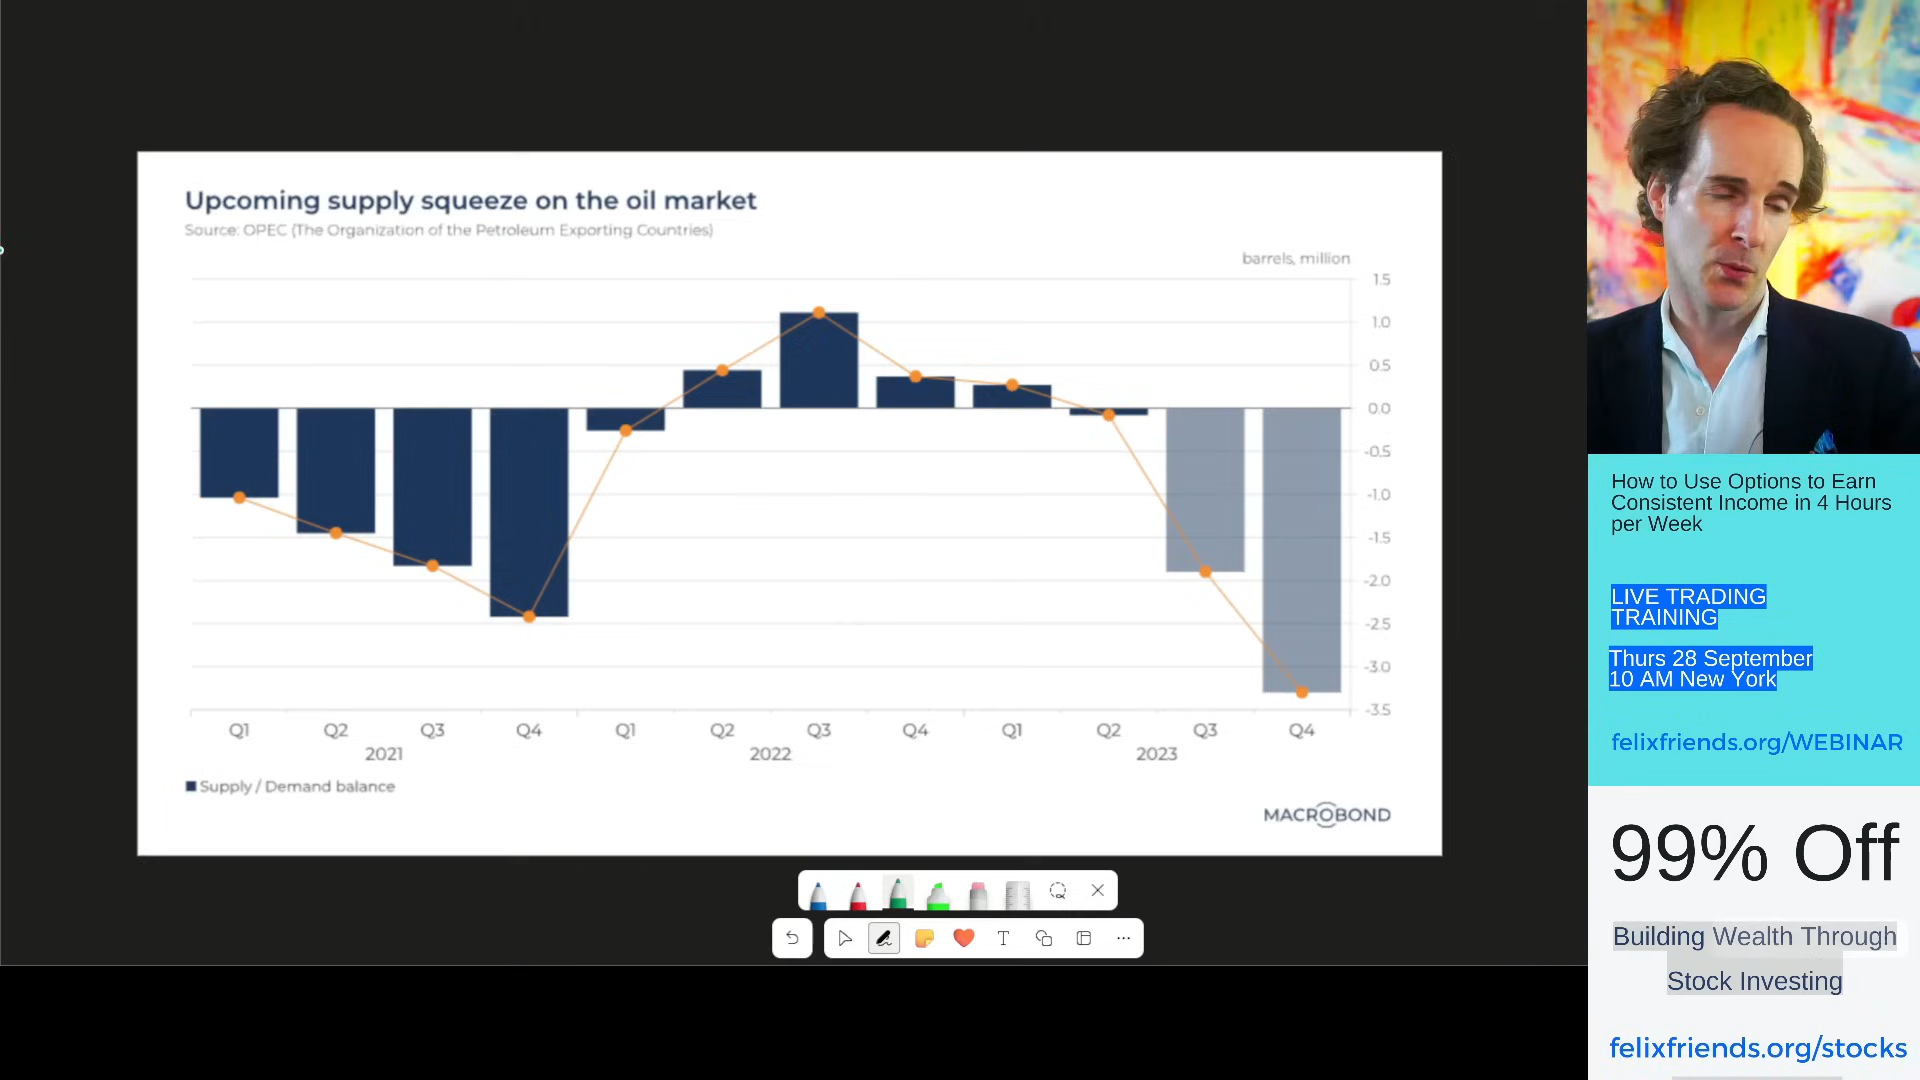 Upcoming supply squeeze on the oil market
Source: OPEC (The Organization of the Petroleum Exporting Countries)
barrels, million
1.5
1.0
0.5
0.0
-0.5
-1.0
-1.5
-2.0
-2.5
-3.0
-3.5
Q1 Q2 Q3 Q4 Q1 Q2 Q3 Q4 Q1 Q2 Q3 Q4
2021 2022 2023
Supply / Demand balance
MACROBOND
T
How to Use Options to Earn
Consistent Income in 4 Hours
per Week
LIVE TRADING
TRAINING
Thurs 28 September
10 AM New York
felixfriends.org/WEBINAR
99% Off
Building Wealth Through
Stock Investing
felixfriends.org/stocks